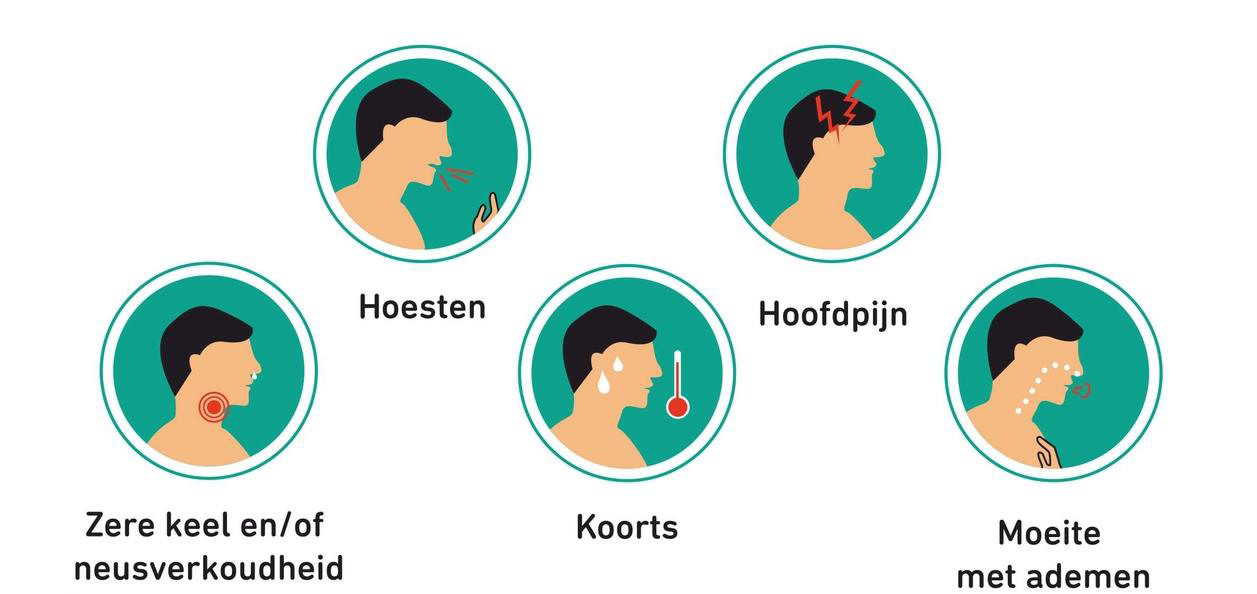 Hoesten
Hoofdpijn
Zere keel en/of
neusverkoudheid
Koorts
Moeite
met ademen